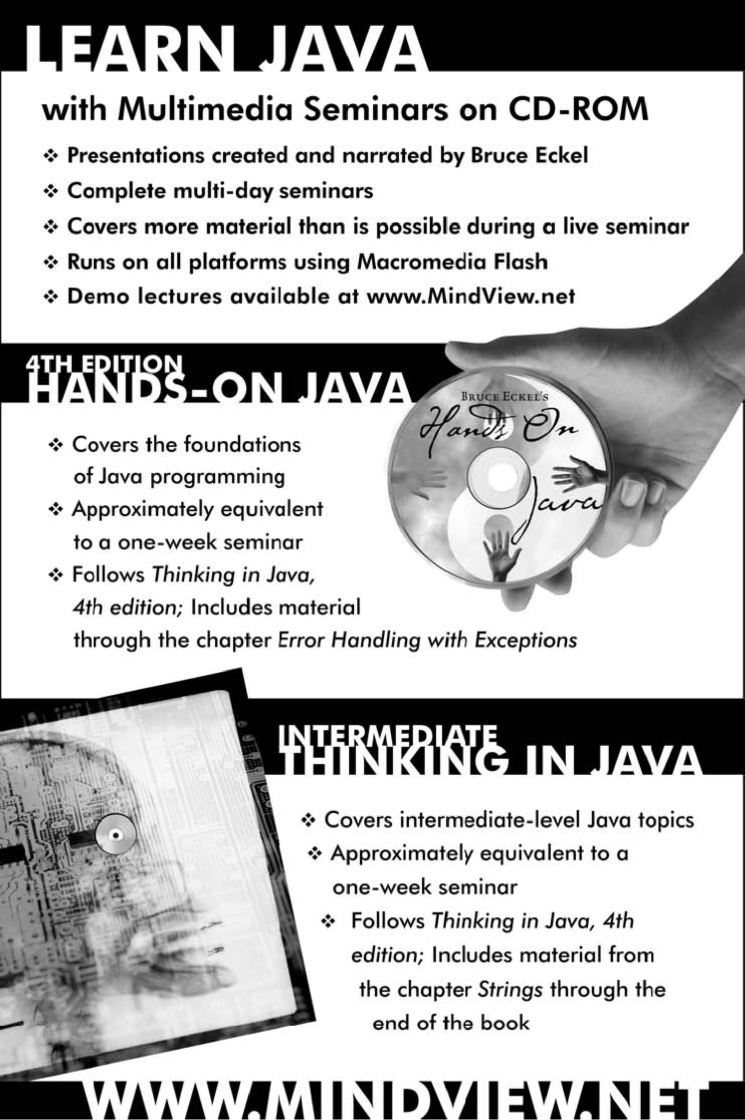 LEARN JAVA
with Multimedia Seminars on CD-ROM
❖ Presentations created and narrated by Bruce Eckel
❖ Complete multi-day seminars
❖ Covers more material than is possible during a live seminar
❖ Runs on all platforms using Macromedia Flash
❖ Demo lectures available at www.MindView.net
4TH EDITION
HANDS-ON JAVA
BRUCE ECKEL'S
Hands On
Java
❖ Covers the foundations
of Java programming
❖ Approximately equivalent
to a one-week seminar
❖ Follows Thinking in Java,
4th edition; Includes material
through the chapter Error Handling with Exceptions
INTERMEDIATE
THINKING IN JAVA
❖ Covers intermediate-level Java topics
❖ Approximately equivalent to a
one-week seminar
❖ Follows Thinking in Java, 4th
edition; Includes material from
the chapter Strings through the
end of the book
WWW.MINDVIEW.NET